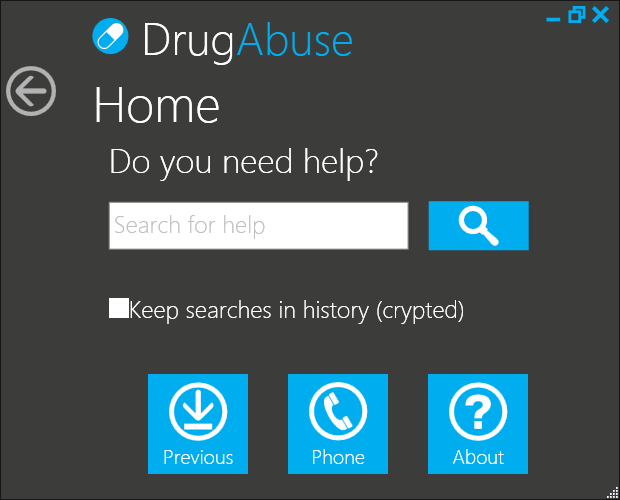 DrugAbuse
Home
Do you need help?
Search for help
Keep searches in history (crypted)
Previous
Phone
About